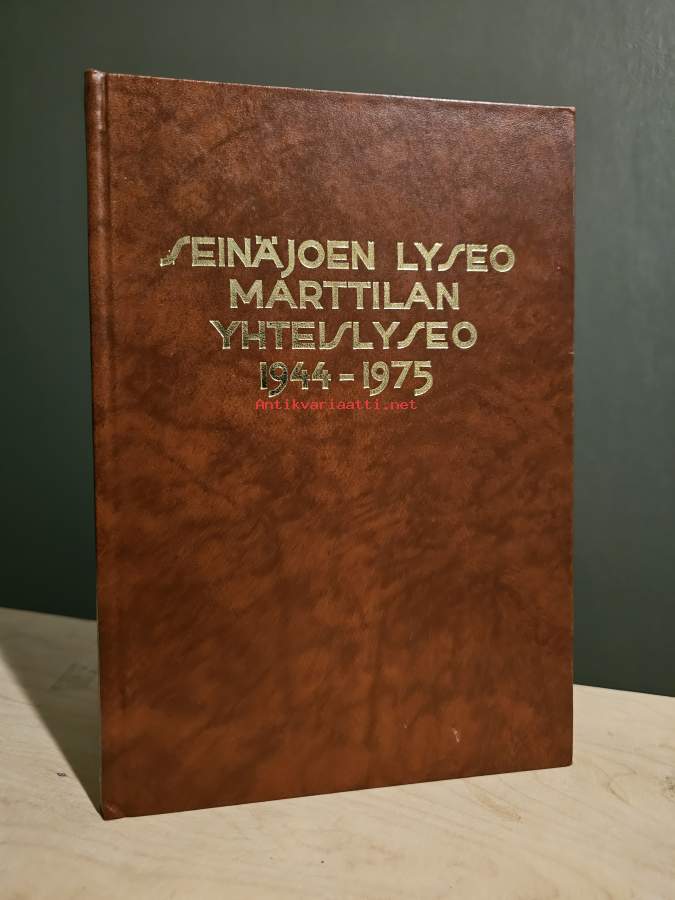 SEINÄJOEN LYSEO
MARTTILAN
YHTEISLYSEO
1944-1975
Antikvariaatti.net